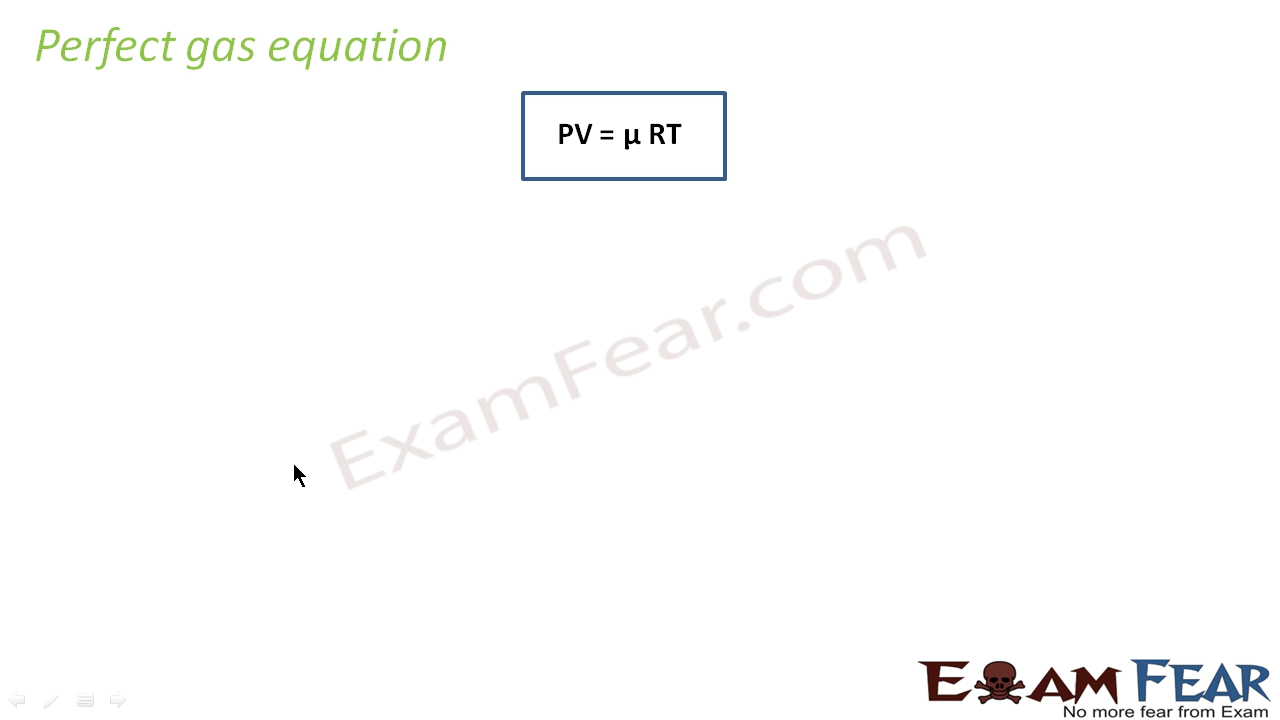 Perfect gas equation
PV = µ RT
ExamFear.com
EXAM FEAR
No more fear from Exam